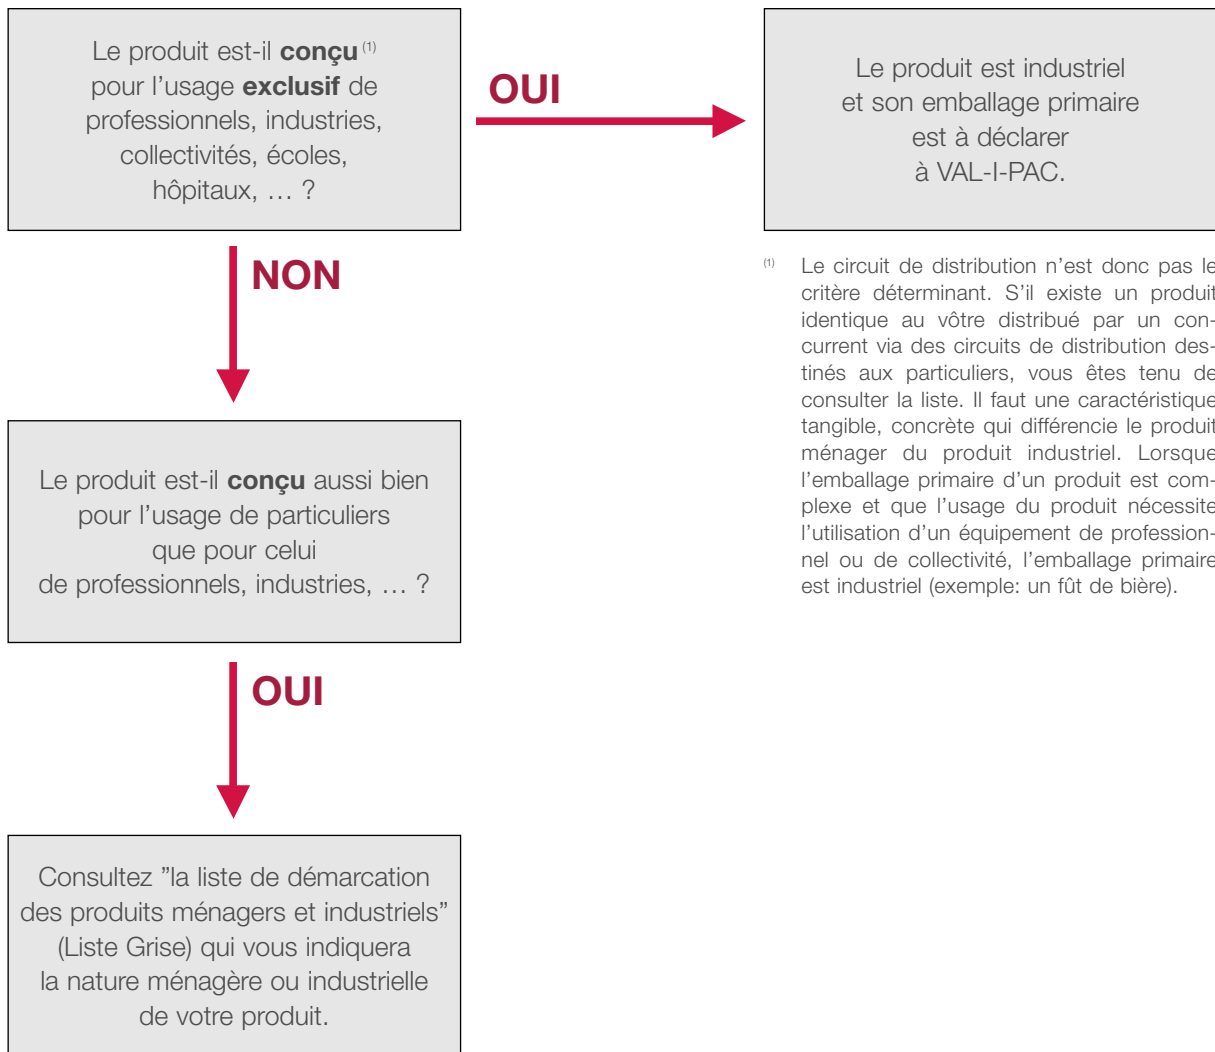 Le produit est-il conçu (1)
pour l’usage exclusif de
professionnels, industries,
collectivités, écoles,
hôpitaux, … ?
OUI
Le produit est industriel
et son emballage primaire
est à déclarer
à VAL-I-PAC.
NON
(1) Le circuit de distribution n’est donc pas le
critère déterminant. S’il existe un produit
identique au vôtre distribué par un con-
current via des circuits de distribution des-
tinés aux particuliers, vous êtes tenu de
consulter la liste. Il faut une caractéristique
tangible, concrète qui différencie le produit
ménager du produit industriel. Lorsque
l’emballage primaire d’un produit est com-
plexe et que l’usage du produit nécessite
l’utilisation d’un équipement de profession-
nel ou de collectivité, l’emballage primaire
est industriel (exemple: un fût de bière).
Le produit est-il conçu aussi bien
pour l’usage de particuliers
que pour celui
de professionnels, industries, … ?
OUI
Consultez ”la liste de démarcation
des produits ménagers et industriels”
(Liste Grise) qui vous indiquera
la nature ménagère ou industrielle
de votre produit.